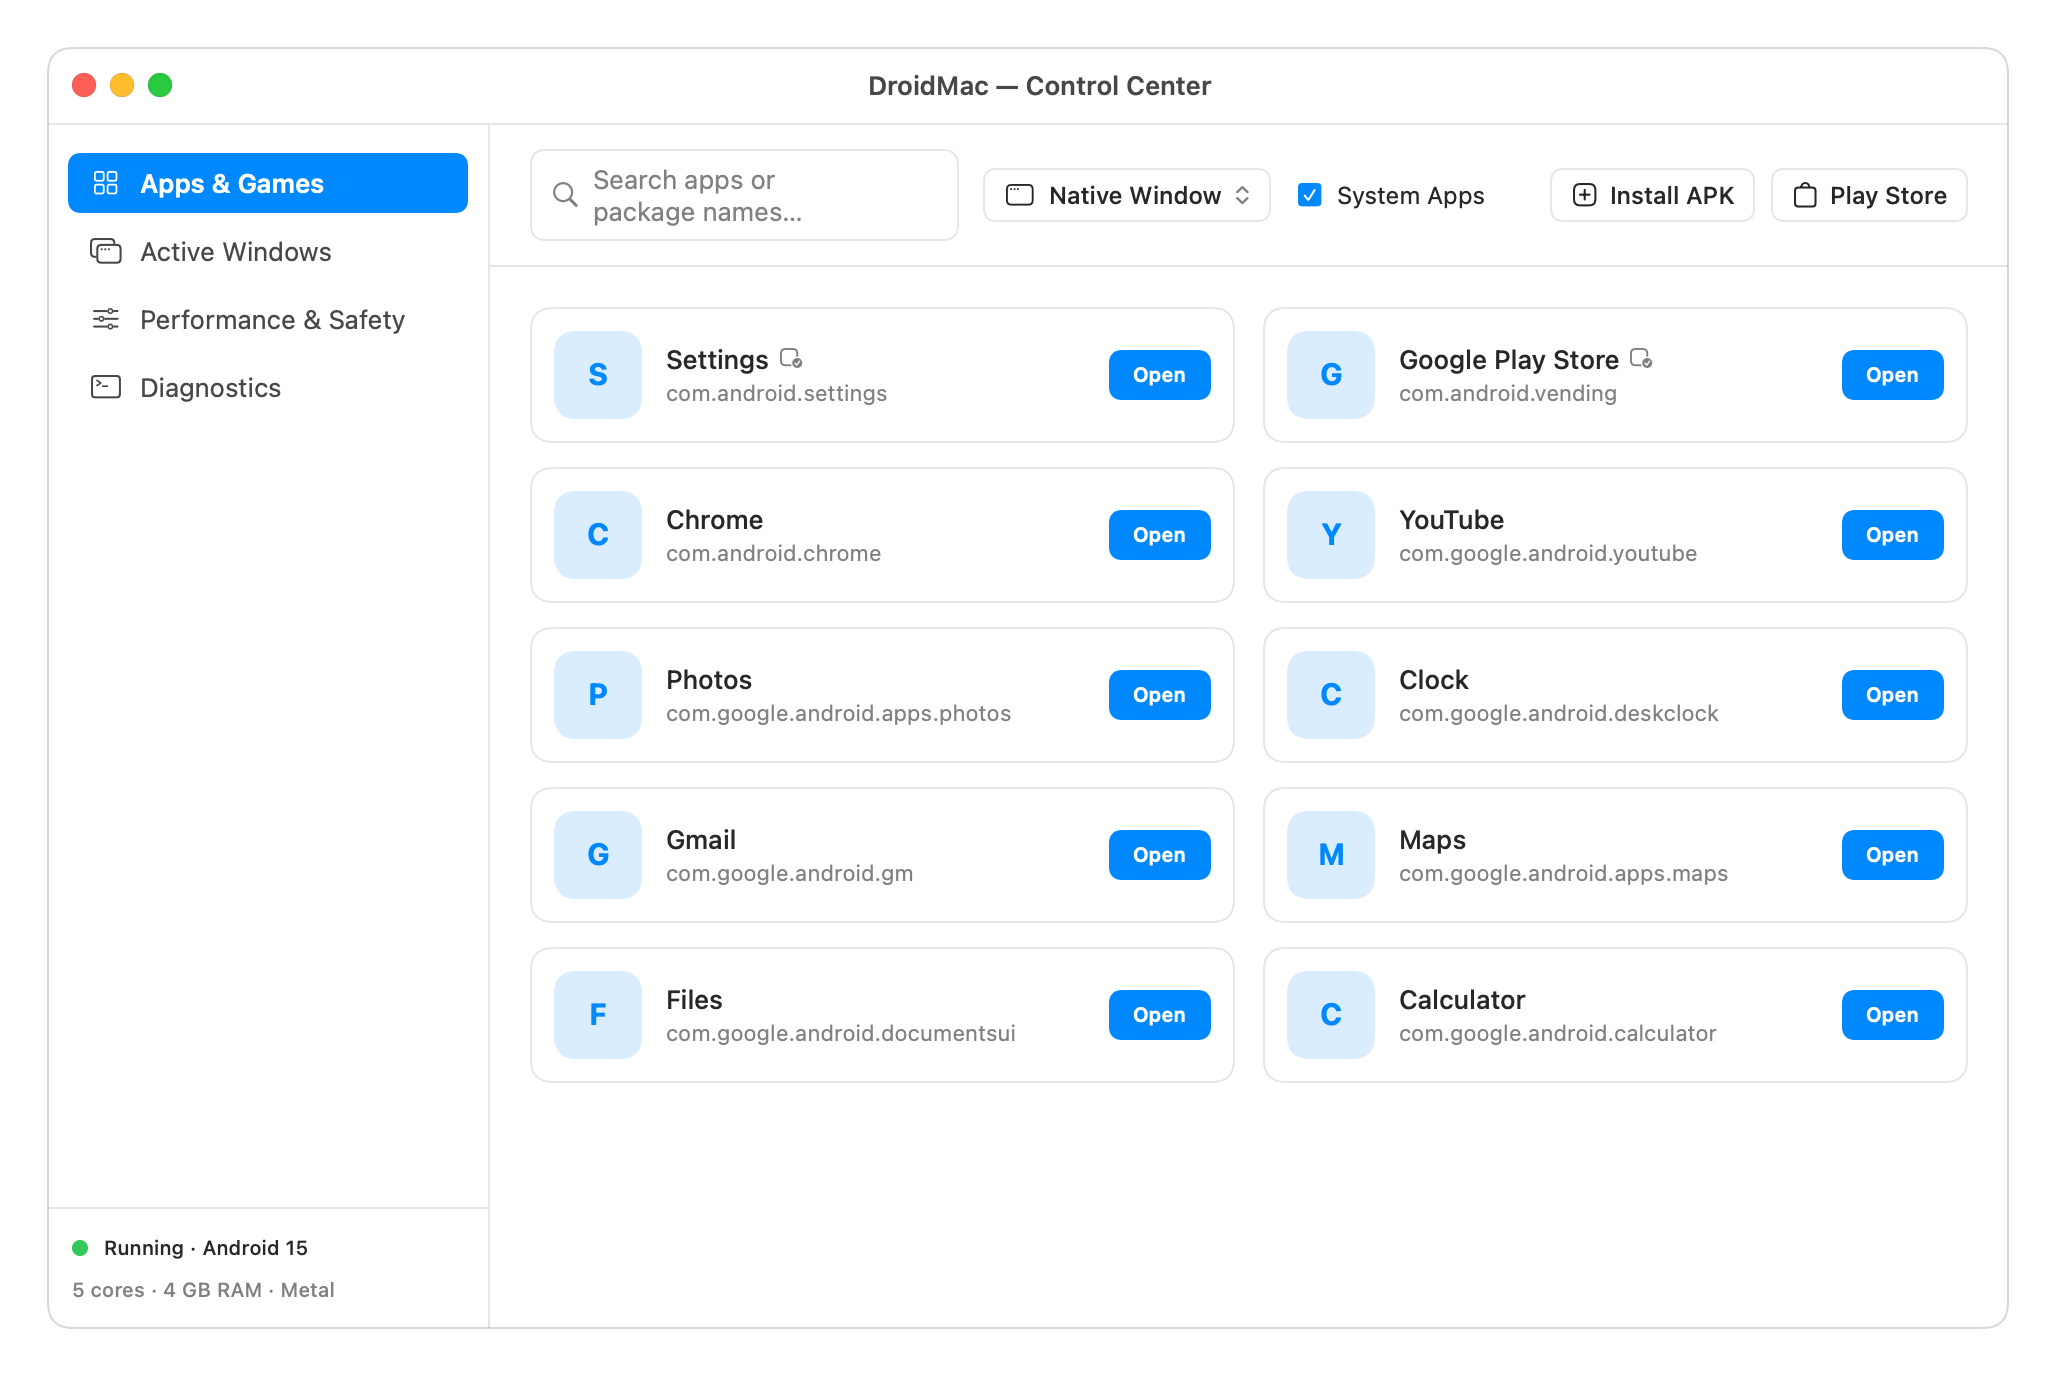 DroidMac — Control Center
Apps & Games
Active Windows
Performance & Safety
Diagnostics
Running · Android 15
5 cores · 4 GB RAM · Metal
Search apps or
package names...
Native Window
System Apps
Install APK
Play Store
S
Settings
com.android.settings
Open
G
Google Play Store
com.android.vending
Open
C
Chrome
com.android.chrome
Open
Y
YouTube
com.google.android.youtube
Open
P
Photos
com.google.android.apps.photos
Open
C
Clock
com.google.android.deskclock
Open
G
Gmail
com.google.android.gm
Open
M
Maps
com.google.android.apps.maps
Open
F
Files
com.google.android.documentsui
Open
C
Calculator
com.google.android.calculator
Open